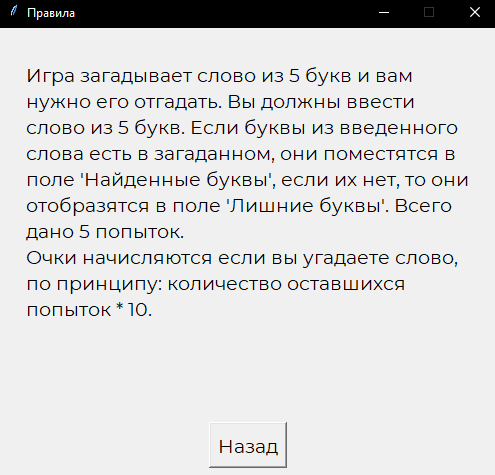 Правила
Игра загадывает слово из 5 букв и вам
нужно его отгадать. Вы должны ввести
слово из 5 букв. Если буквы из введенного
слова есть в загаданном, они поместятся в
поле 'Найденные буквы', если их нет, то они
отобразятся в поле 'Лишние буквы'. Всего
дано 5 попыток.
Очки начисляются если вы угадаете слово,
по принципу: количество оставшихся
попыток * 10.
Назад